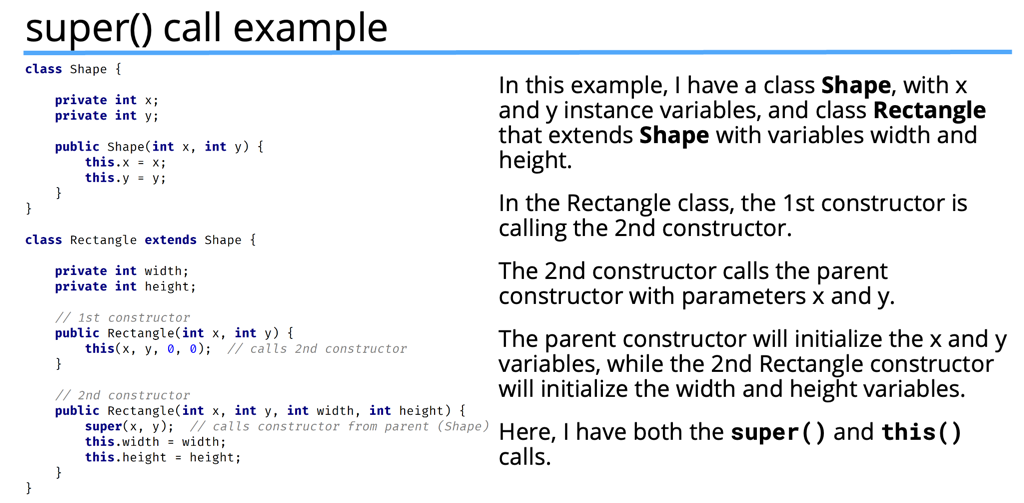 super() call example
class Shape {
private int x;
private int y;
public Shape(int x, int y) {
this.x = x;
this.y = y;
}
}
class Rectangle extends Shape {
private int width;
private int height;
// 1st constructor
public Rectangle(int x, int y) {
this(x, y, 0, 0);  // calls 2nd constructor
}
// 2nd constructor
public Rectangle(int x, int y, int width, int height) {
super(x, y);  // calls constructor from parent (Shape)
this.width = width;
this.height = height;
}
}
In this example, I have a class Shape, with x
and y instance variables, and class Rectangle
that extends Shape with variables width and
height.
In the Rectangle class, the 1st constructor is
calling the 2nd constructor.
The 2nd constructor calls the parent
constructor with parameters x and y.
The parent constructor will initialize the x and y
variables, while the 2nd Rectangle constructor
will initialize the width and height variables.
Here, I have both the super() and this()
calls.